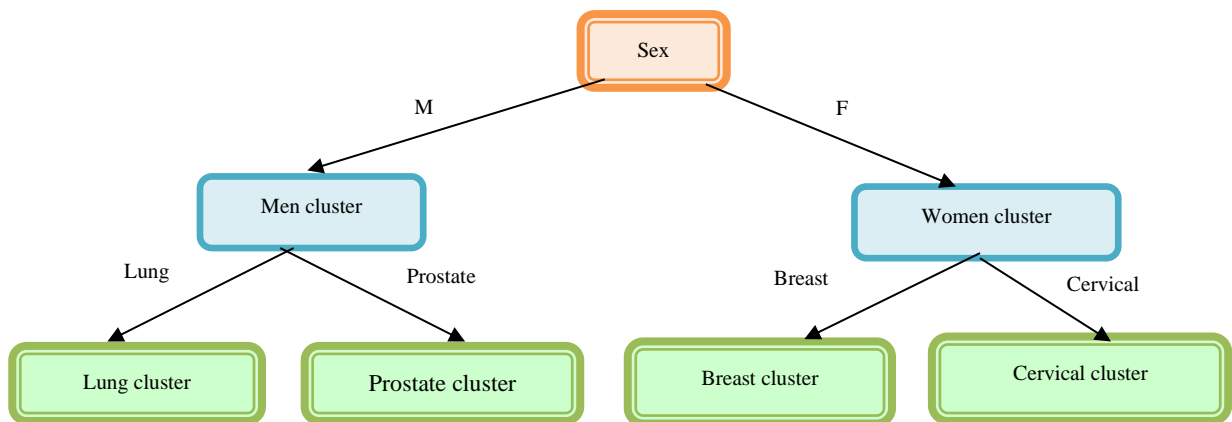 Sex
M
F
Men cluster
Women cluster
Lung
Prostate
Breast
Cervical
Lung cluster
Prostate cluster
Breast cluster
Cervical cluster